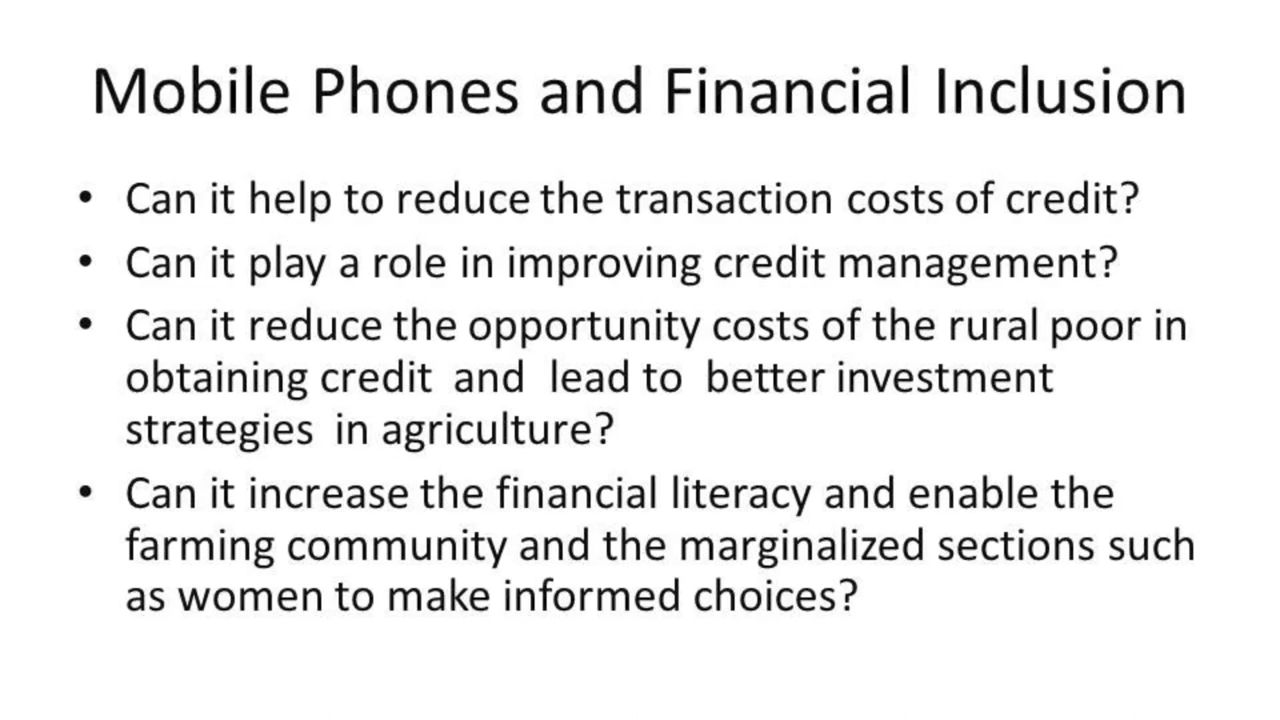 Mobile Phones and Financial Inclusion
• Can it help to reduce the transaction costs of credit?
• Can it play a role in improving credit management?
• Can it reduce the opportunity costs of the rural poor in
obtaining credit and lead to better investment
strategies in agriculture?
• Can it increase the financial literacy and enable the
farming community and the marginalized sections such
as women to make informed choices?